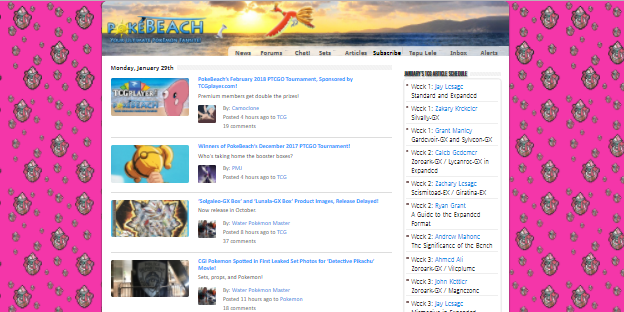 POKÉBEACH
YOUR ULTIMATE POKÉMON FANSITE
News Forums Chat! Sets Articles Subscribe Tapu Lele Inbox Alerts
Monday, January 29th
PokeBeach's February 2018 PTCGO Tournament, Sponsored by
TCGplayer.com!
Premium members get double the prizes!
By: Camoclone
Posted 4 hours ago to TCG
19 comments
TCGPLAYER
POKÉBEACH
Winners of PokeBeach's December 2017 PTCGO Tournament!
Who's taking home the booster boxes?
By: PMJ
Posted 4 hours ago to TCG
'Solgaleo-GX Box' and 'Lunala-GX Box' Product Images, Release Delayed!
Now release in October.
By: Water Pokémon Master
Posted 8 hours ago to TCG
37 comments
CGI Pokemon Spotted in First Leaked Set Photos for 'Detective Pikachu'
Movie!
Sets, props, and Pokemon!
By: Water Pokémon Master
Posted 11 hours ago to Pokemon
18 comments
JANUARY'S TCG ARTICLE SCHEDULE
Week 1: Jay Lesage
Standard and Expanded
Week 1: Zakary Krekeler
Silvally-GX
Week 1: Grant Manley
Gardevoir-GX and Sylveon-GX
Week 2: Caleb Gedemer
Zoroark-GX / Lycanroc-GX in
Expanded
Week 2: Zachary Lesage
Seismitoad-EX / Giratina-EX
Week 2: Ryan Grant
A Guide to the Expanded
Format
Week 2: Andrew Mahone
The Significance of the Bench
Week 3: Ahmed Ali
Zoroark-GX / Vileplume
Week 3: John Kettler
Zoroark-GX / Magnezone
Week 3: Jay Lesage